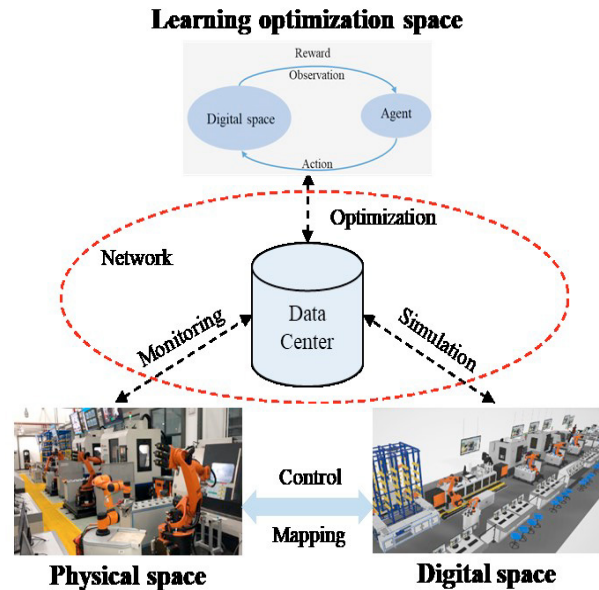 Learning optimization space
Reward
Observation
Digital space
Agent
Action
Optimization
Network
Monitoring
Data
Center
Simulation
Control
Mapping
Physical space
Digital space